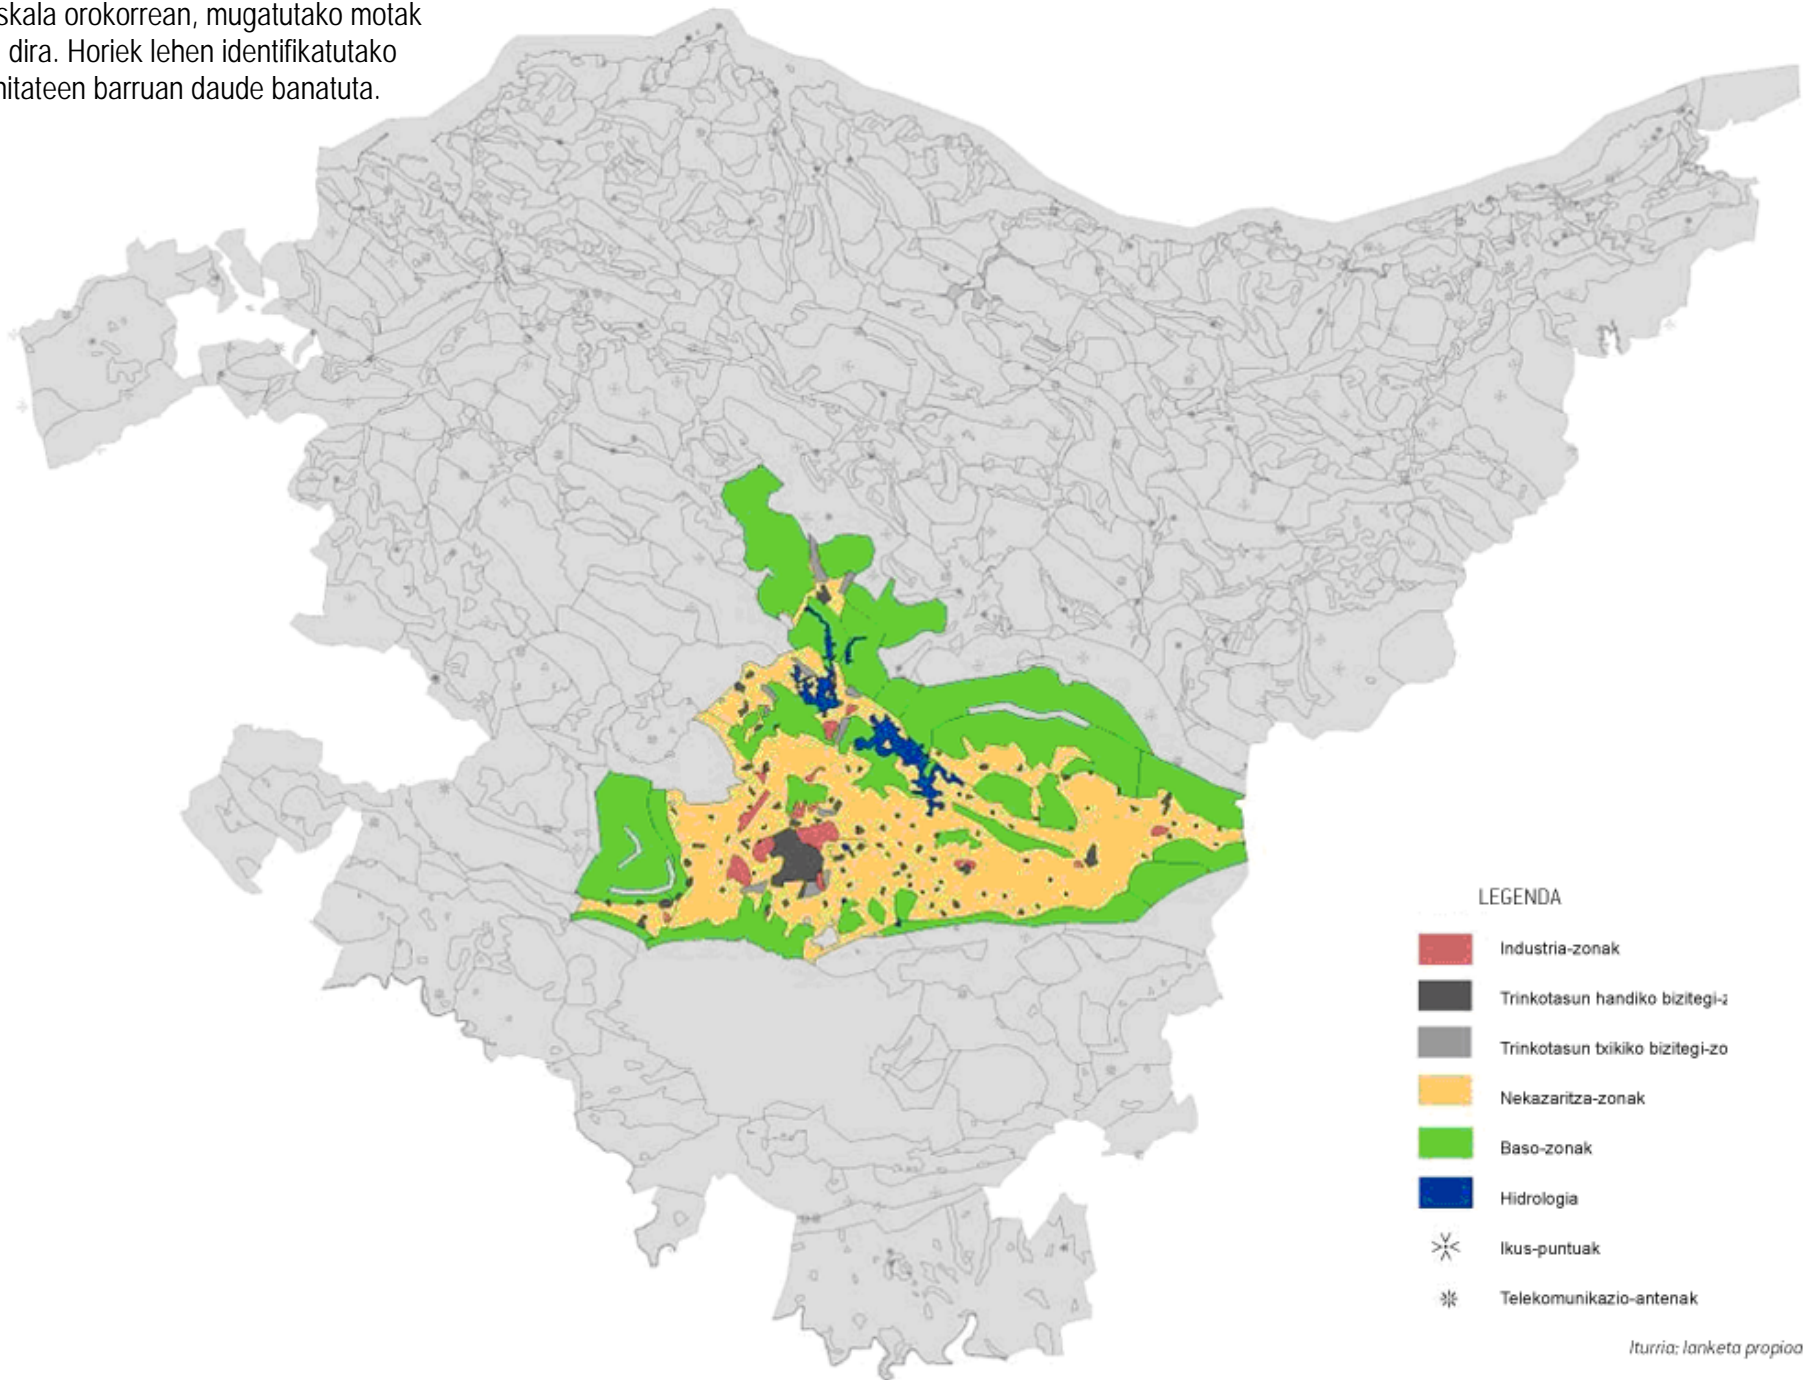 skala orokorrean, mugatutako motak
dira. Horiek lehen identifikatutako
nitateen barruan daude banatuta.
LEGENDA
Industria-zonak
Trinkotasun handiko bizitegi-z
Trinkotasun txikiko bizitegi-zo
Nekazaritza-zonak
Baso-zonak
Hidrologia
Ikus-puntuak
Telekomunikazio-antenak
Iturria: lanketa propioa